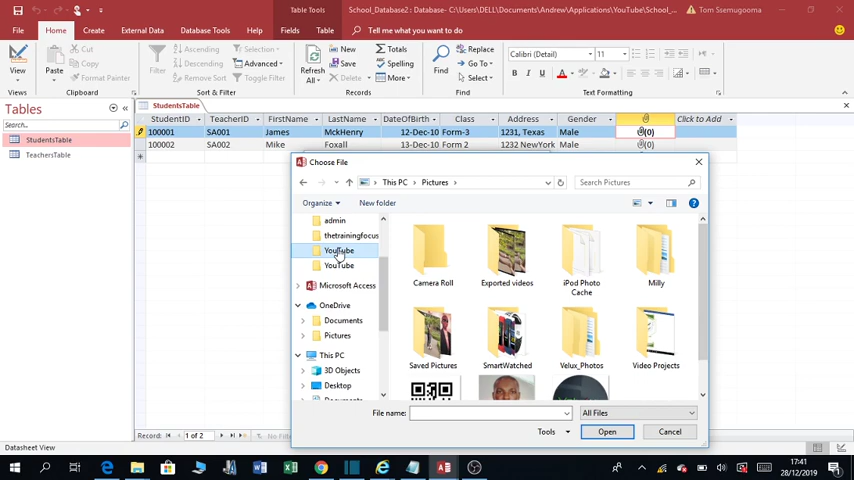 Table Tools
School_Database2 : Database- C:\Users\DELL\Documents\Andrew\Applications\YouTube\School_...
Tom Ssemugooma
File Home Create External Data Database Tools Fields Table Tell me what you want to do
View
Paste
Cut
Copy
Format Painter
Filter
Ascending
Descending
Remove Sort
Selection
Advanced
Toggle Filter
Refresh All
New
Save
Delete
Totals
Spelling
More
Find
Replace
Go To
Select
Calibri (Detail) 11
B I U
Views Clipboard Sort & Filter Records Find Text Formatting
Tables
Search...
StudentsTable
TeachersTable
StudentsTable
StudentID TeacherID FirstName LastName DateOfBirth Class Address Gender Click to Add
100001 SA001 James MckHenry 12-Dec-10 Form-3 1231, Texas Male (0)
100002 SA002 Mike Foxall 13-Dec-10 Form 2 1232 NewYork Male (0)
Choose File
This PC Pictures
Search Pictures
Organize New folder
admin
thetrainingfocus
YouTube
YouTube
Microsoft Access
OneDrive
Documents
Pictures
This PC
3D Objects
Desktop
Camera Roll
Exported videos
iPod Photo Cache
Milly
Saved Pictures
SmartWatched
Velux_Photos
Video Projects
File name:
All Files
Tools Open Cancel
Record: 1 of 2 No Filter
Datasheet View
17:41
28/12/2019